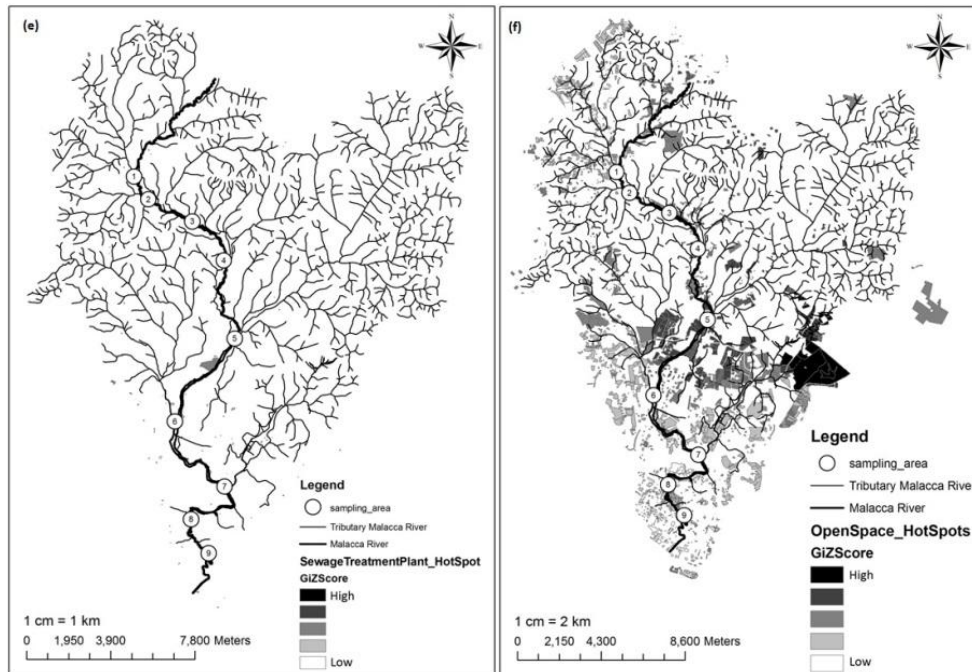 (e)
N
W E
S
1
2
3
4
5
6
7
8
9
Legend
sampling_area
Tributary Malacca River
Malacca River
SewageTreatmentPlant_HotSpot
GiZScore
High
Low
1 cm = 1 km
0 1,950 3,900 7,800 Meters
(f)
N
W E
S
1
2
3
4
5
6
7
8
9
Legend
sampling_area
Tributary Malacca River
Malacca River
OpenSpace_HotSpots
GiZScore
High
Low
1 cm = 2 km
0 2,150 4,300 8,600 Meters